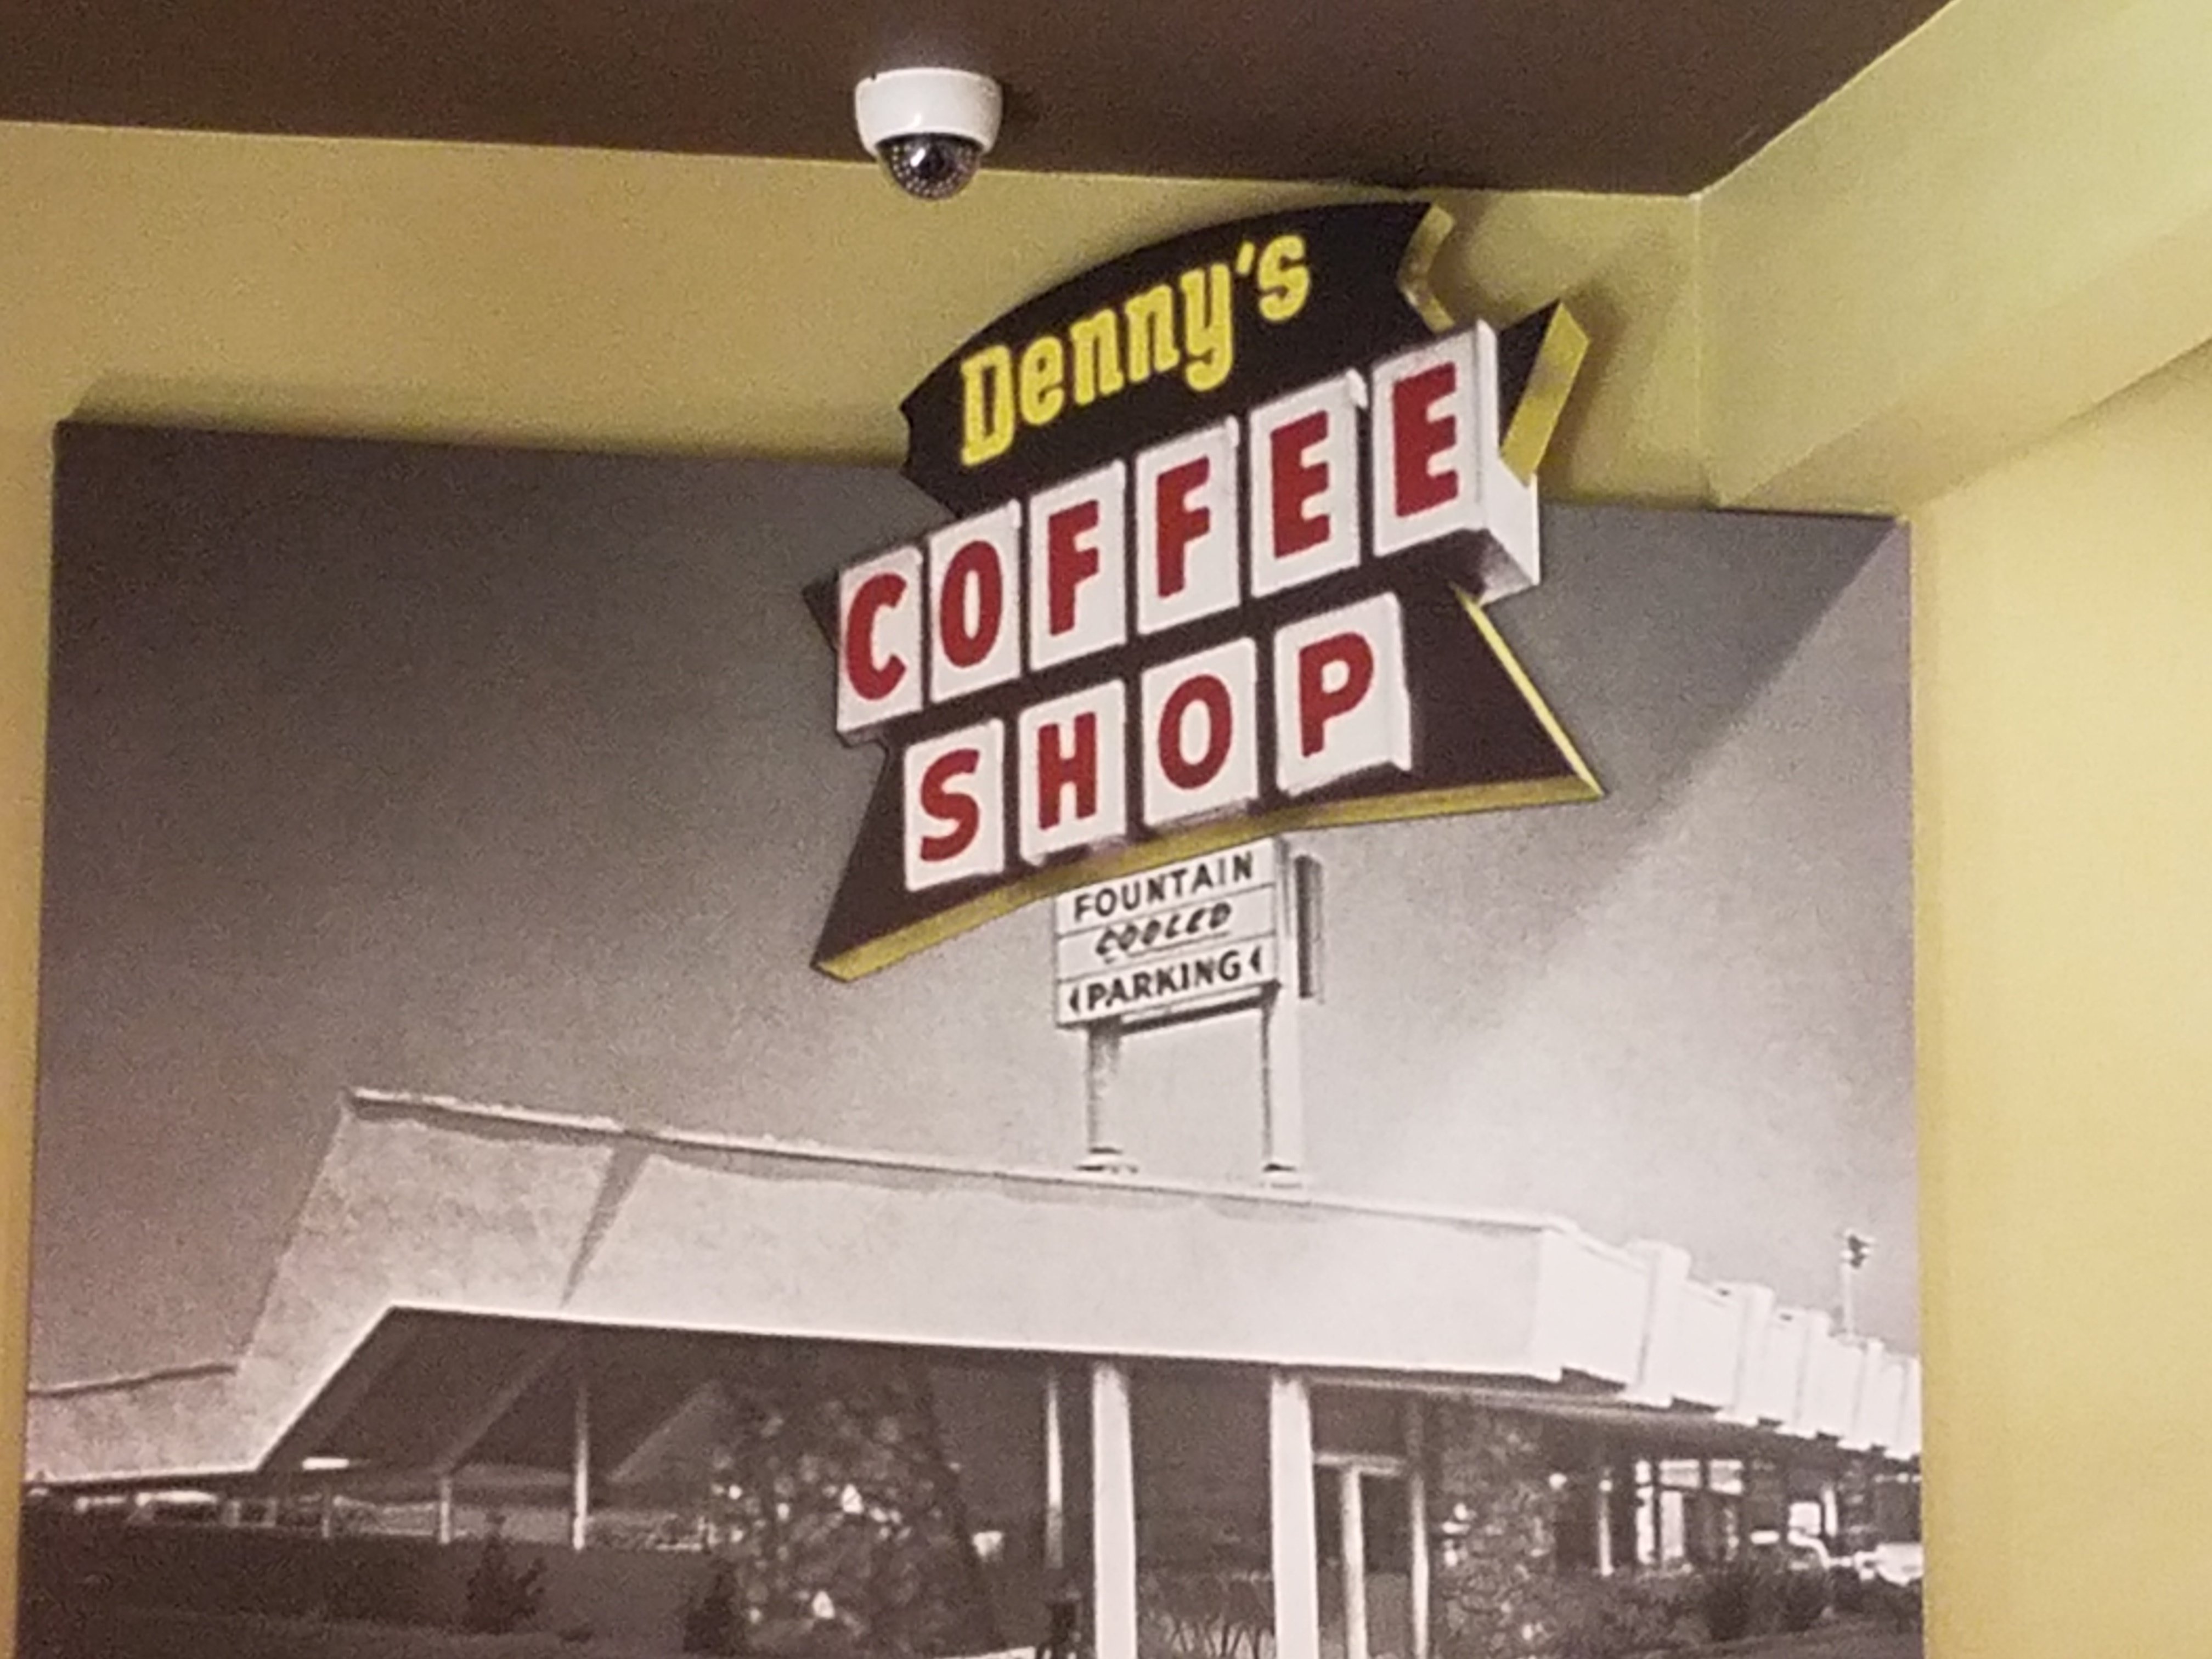 Denny's
COFFEE
SHOP
FOUNTAIN
COOLED
PARKING